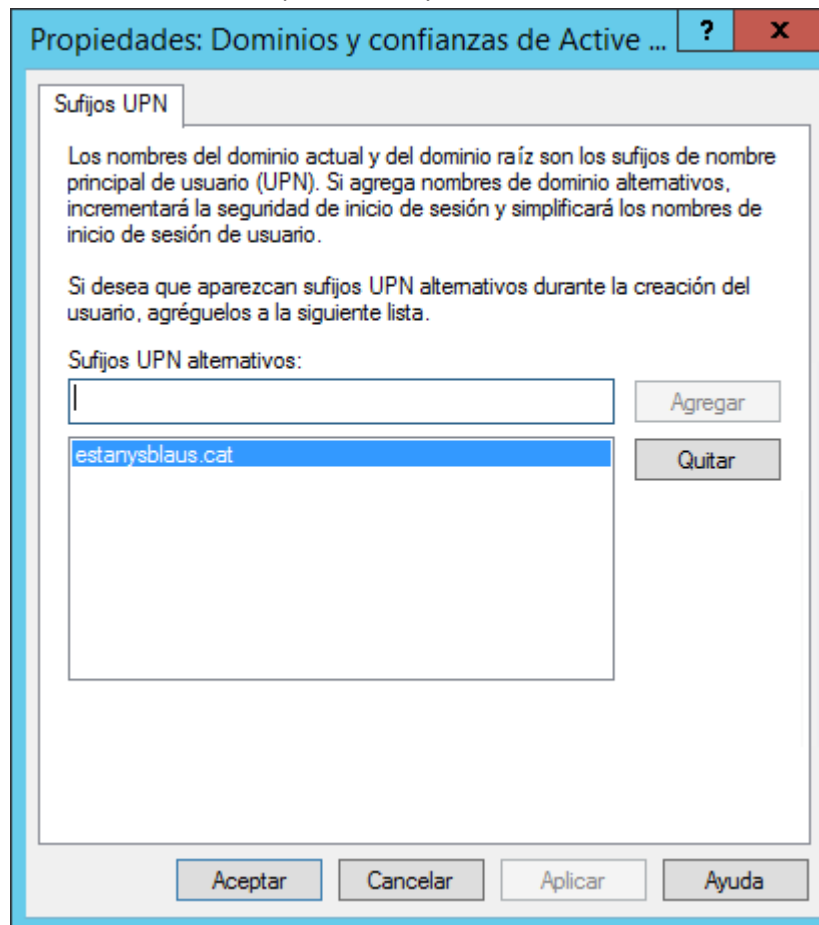 Propiedades: Dominios y confianzas de Active ...
?
x
Sufijos UPN
Los nombres del dominio actual y del dominio raíz son los sufijos de nombre
principal de usuario (UPN). Si agrega nombres de dominio alternativos,
incrementará la seguridad de inicio de sesión y simplificará los nombres de
inicio de sesión de usuario.
Si desea que aparezcan sufijos UPN alternativos durante la creación del
usuario, agréguelos a la siguiente lista.
Sufijos UPN alternativos:
Agregar
estanysblaus.cat
Quitar
Aceptar
Cancelar
Aplicar
Ayuda